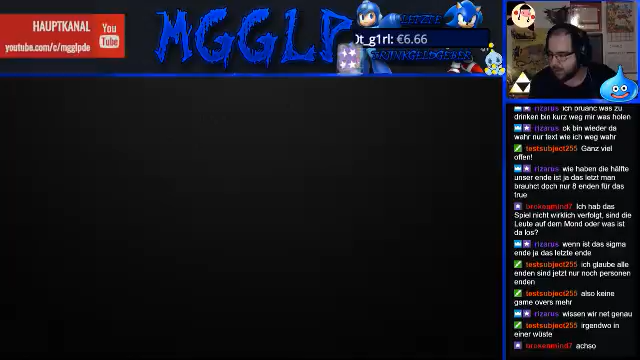 HAUPTKANAL
youtube.com/c/mgglpde
You
Tube
MGGLP
LETZTE
0t_g1rl: €6.66
TRINKGELDGEBER
rizarus ich bruahc was zu
drinken bin kurz weg mir was holen
rizarus ok bin wieder da
wahr nur text wie ich weg wahr
testsubject255 Ganz viel
offen!
rizarus wie haben die hälfte
unser ende ist ja das letzt man
brauhct doch nur 8 enden für das
true
brokenmind7: Ich hab das
Spiel nicht wirklich verfolgt, sind die
Leute auf dem Mond oder was ist
da los?
rizarus wenn ist das sigma
ende ja das letzte ende
testsubject255 ich glaube alle
enden sind jetzt nur noch personen
enden
testsubject255 also keine
game overs mehr
rizarus wissen wir net genau
testsubject255 irgendwo in
einer wüste
brokenmind7: achso